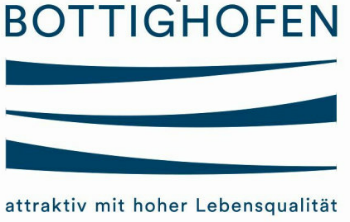 BOTTIGHOFEN
attraktiv mit hoher Lebensqualität